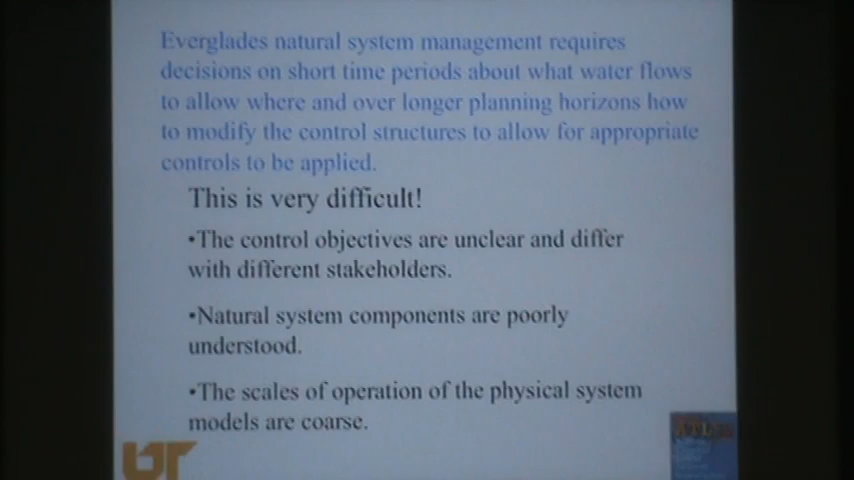 Everglades natural system management requires
decisions on short time periods about what water flows
to allow where and over longer planning horizons how
to modify the control structures to allow for appropriate
controls to be applied.
This is very difficult!
•The control objectives are unclear and differ
with different stakeholders.
•Natural system components are poorly
understood.
•The scales of operation of the physical system
models are coarse.
UT